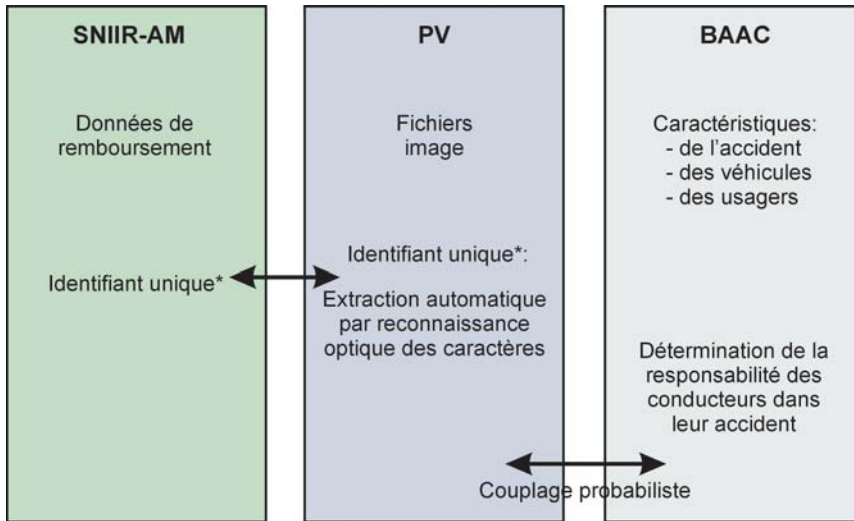 SNIIR-AM
Données de
remboursement
Identifiant unique*
PV
Fichiers
image
Identifiant unique*:
Extraction automatique
par reconnaissance
optique des caractères
BAAC
Caractéristiques:
- de l'accident
- des véhicules
- des usagers
Détermination de la
responsabilité des
conducteurs dans
leur accident
Couplage probabiliste